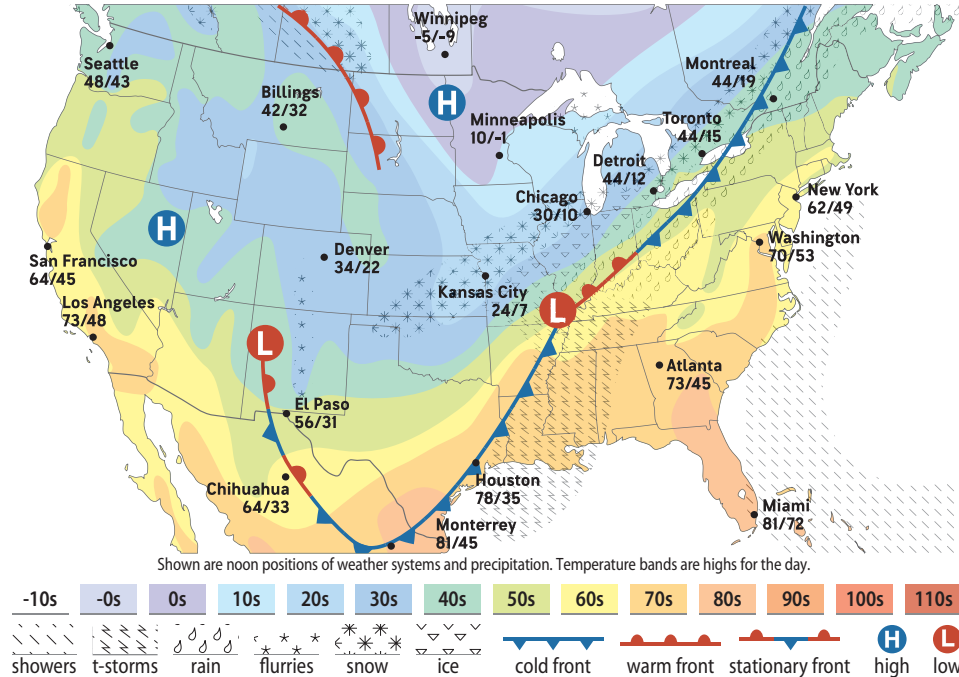 Winnipeg
-5/-9
Seattle
48/43
Montreal
44/19
Billings
42/32
H
Minneapolis
10/-1
Toronto
44/15
Detroit
44/12
Chicago
30/10
New York
62/49
H
Denver
34/22
Washington
70/53
San Francisco
64/45
Kansas City
24/7
Los Angeles
73/48
L
L
Atlanta
73/45
El Paso
56/31
Chihuahua
64/33
Houston
78/35
Miami
81/72
Monterrey
81/45
Shown are noon positions of weather systems and precipitation. Temperature bands are highs for the day.
-10s -0s 0s 10s 20s 30s 40s 50s 60s 70s 80s 90s 100s 110s
H L
showers t-storms rain flurries snow ice cold front warm front stationary front high low